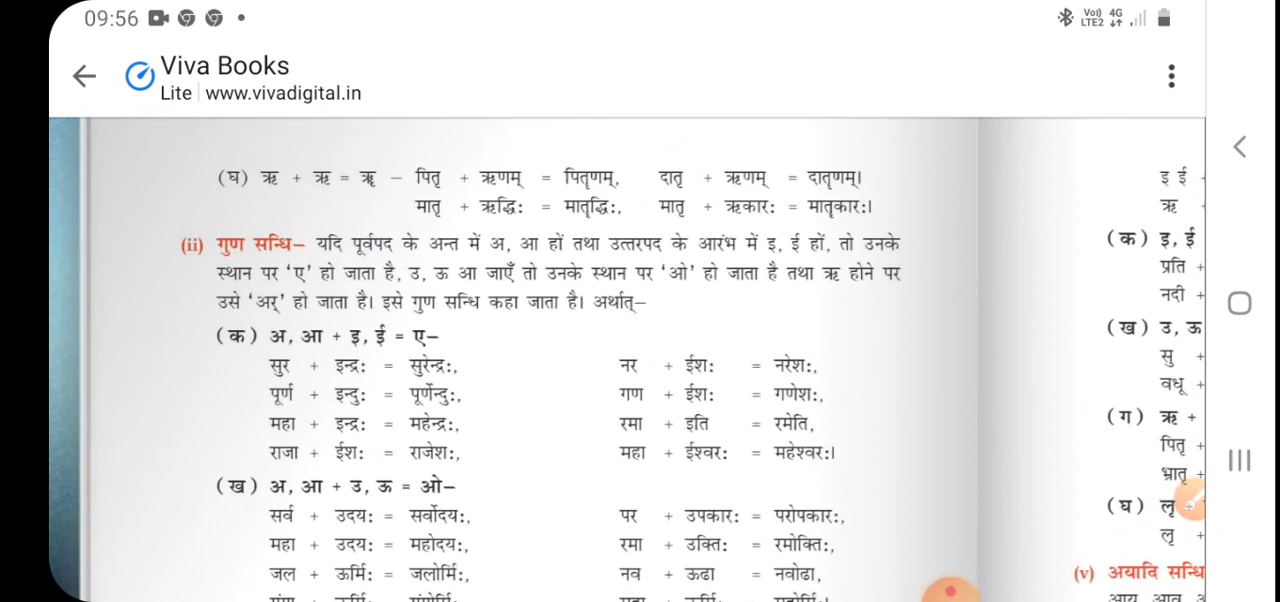 09:56
Vo)) LTE2 4G
Viva Books
Lite www.vivadigital.in
(घ) ऋ + ऋ = ॠ – पितृ + ऋणम् = पितॄणम्, दातृ + ऋणम् = दातॄणम्।
मातृ + ऋद्धि: = मातॄद्धि:, मातृ + ऋकार: = मातॄकार:।
(ii) गुण सन्धि– यदि पूर्वपद के अन्त में अ, आ हों तथा उत्तरपद के आरंभ में इ, ई हों, तो उनके
स्थान पर ‘ए’ हो जाता है, उ, ऊ आ जाएँ तो उनके स्थान पर ‘ओ’ हो जाता है तथा ऋ होने पर
उसे ‘अर्’ हो जाता है। इसे गुण सन्धि कहा जाता है। अर्थात्–
(क) अ, आ + इ, ई = ए–
सुर + इन्द्र: = सुरेन्द्र:, नर + ईश: = नरेश:,
पूर्ण + इन्दु: = पूर्णेन्दु:, गण + ईश: = गणेश:,
महा + इन्द्र: = महेन्द्र:, रमा + इति = रमेति,
राजा + ईश: = राजेश:, महा + ईश्वर: = महेश्वर:।
(ख) अ, आ + उ, ऊ = ओ–
सर्व + उदय: = सर्वोदय:, पर + उपकार: = परोपकार:,
महा + उदय: = महोदय:, रमा + उक्ति: = रमोक्ति:,
जल + ऊर्मि: = जलोर्मि:, नव + ऊढा = नवोढा,
इ ई
ऋ
(क) इ, ई
प्रति +
नदी +
(ख) उ, ऊ
सु +
वधू +
(ग) ऋ +
पितृ +
भ्रातृ +
(घ) लृ +
लृ +
(v) अयादि सन्धि